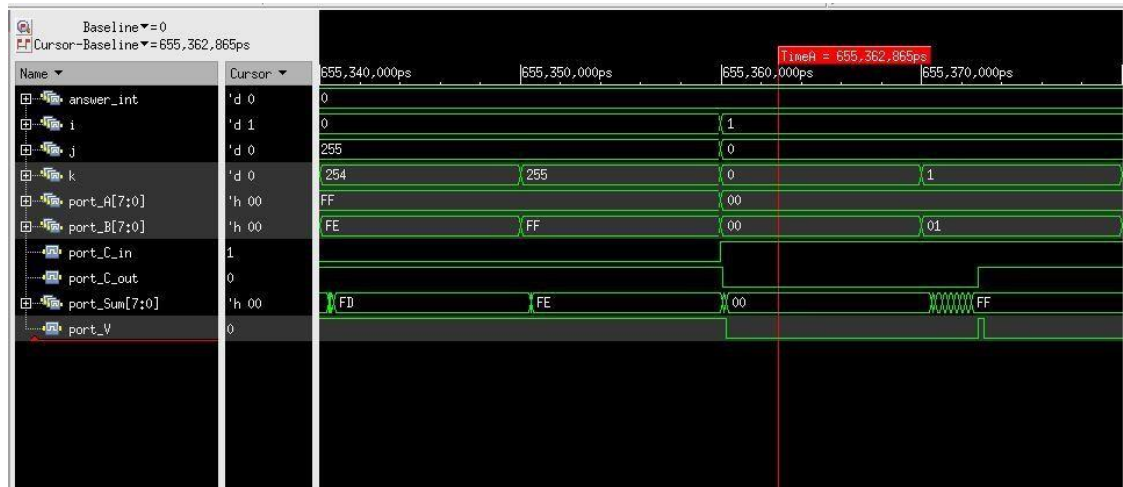 Baseline▼=0
Cursor-Baseline▼=655,362,865ps
TimeA = 655,362,865ps
Name ▼ Cursor ▼ 655,340,000ps 655,350,000ps 655,360,000ps 655,370,000ps
answer_int 'd 0 0
i 'd 1 0 1
j 'd 0 255 0
k 'd 0 254 255 0 1
port_A[7:0] 'h 00 FF 00
port_B[7:0] 'h 00 FE FF 00 01
port_C_in 1
port_C_out 0
port_Sum[7:0] 'h 00 FD FE 00 FF
port_V 0